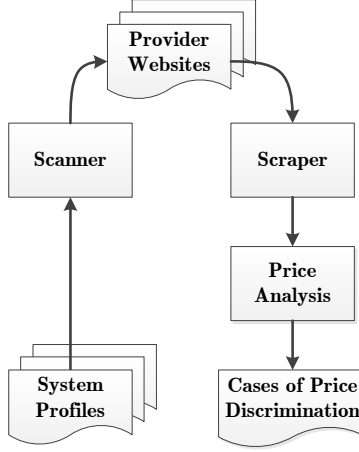 Provider
Websites
Scanner
Scraper
Price
Analysis
System
Profiles
Cases of Price
Discrimination